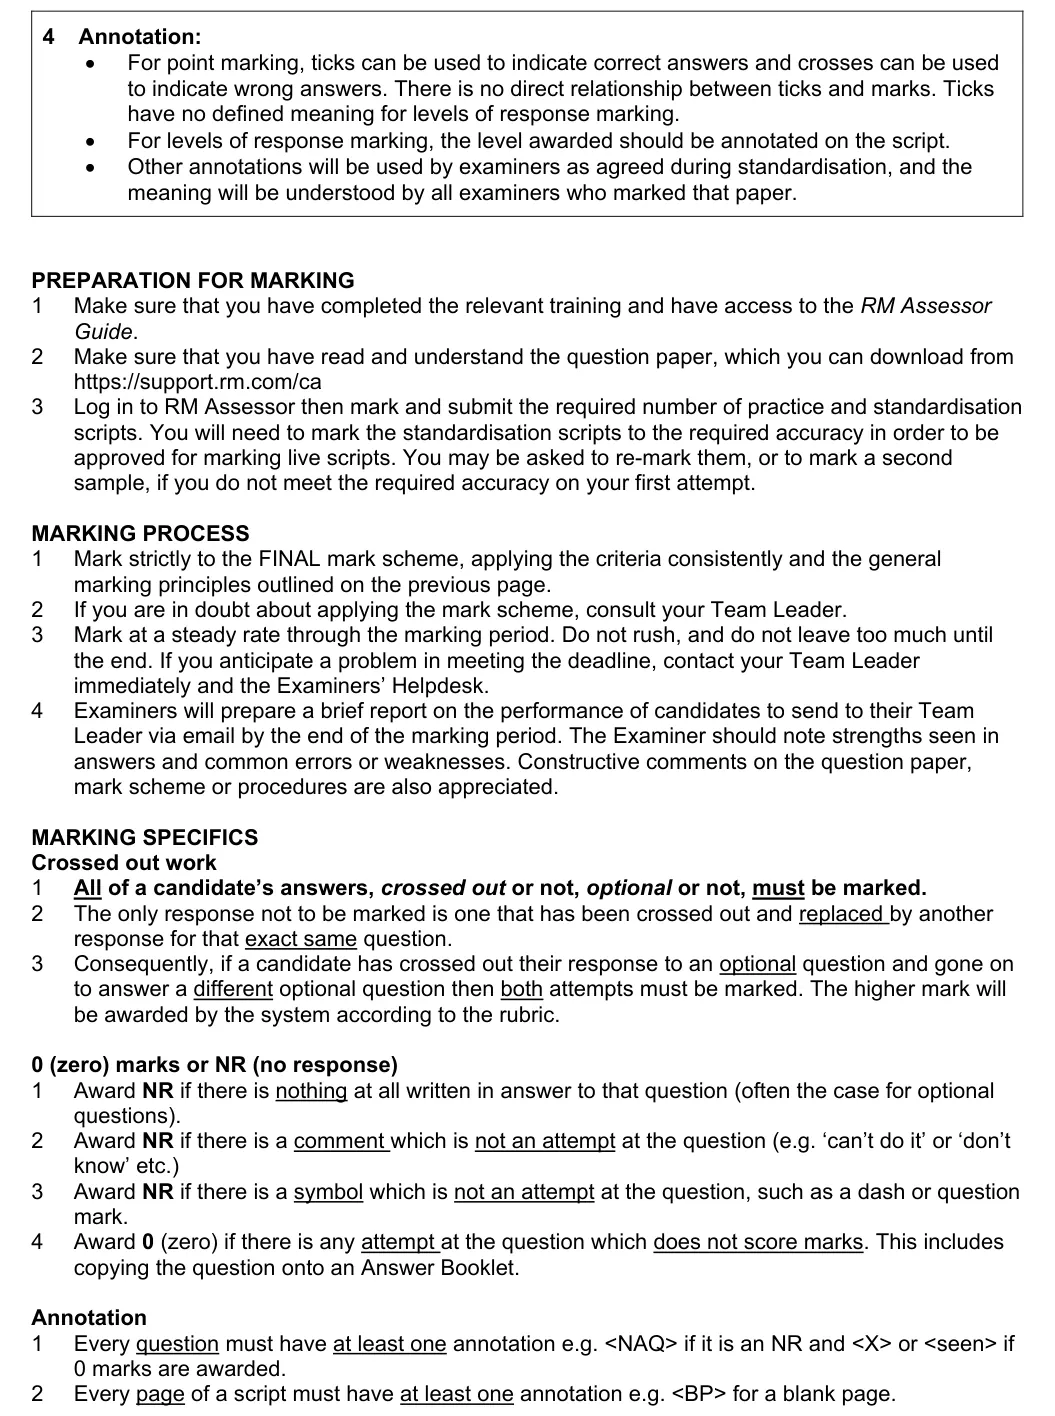 4 Annotation:
• For point marking, ticks can be used to indicate correct answers and crosses can be used
to indicate wrong answers. There is no direct relationship between ticks and marks. Ticks
have no defined meaning for levels of response marking.
• For levels of response marking, the level awarded should be annotated on the script.
• Other annotations will be used by examiners as agreed during standardisation, and the
meaning will be understood by all examiners who marked that paper.
PREPARATION FOR MARKING
1 Make sure that you have completed the relevant training and have access to the RM Assessor
Guide.
2 Make sure that you have read and understand the question paper, which you can download from
https://support.rm.com/ca
3 Log in to RM Assessor then mark and submit the required number of practice and standardisation
scripts. You will need to mark the standardisation scripts to the required accuracy in order to be
approved for marking live scripts. You may be asked to re-mark them, or to mark a second
sample, if you do not meet the required accuracy on your first attempt.
MARKING PROCESS
1 Mark strictly to the FINAL mark scheme, applying the criteria consistently and the general
marking principles outlined on the previous page.
2 If you are in doubt about applying the mark scheme, consult your Team Leader.
3 Mark at a steady rate through the marking period. Do not rush, and do not leave too much until
the end. If you anticipate a problem in meeting the deadline, contact your Team Leader
immediately and the Examiners’ Helpdesk.
4 Examiners will prepare a brief report on the performance of candidates to send to their Team
Leader via email by the end of the marking period. The Examiner should note strengths seen in
answers and common errors or weaknesses. Constructive comments on the question paper,
mark scheme or procedures are also appreciated.
MARKING SPECIFICS
Crossed out work
1 All of a candidate’s answers, crossed out or not, optional or not, must be marked.
2 The only response not to be marked is one that has been crossed out and replaced by another
response for that exact same question.
3 Consequently, if a candidate has crossed out their response to an optional question and gone on
to answer a different optional question then both attempts must be marked. The higher mark will
be awarded by the system according to the rubric.
0 (zero) marks or NR (no response)
1 Award NR if there is nothing at all written in answer to that question (often the case for optional
questions).
2 Award NR if there is a comment which is not an attempt at the question (e.g. ‘can’t do it’ or ‘don’t
know’ etc.)
3 Award NR if there is a symbol which is not an attempt at the question, such as a dash or question
mark.
4 Award 0 (zero) if there is any attempt at the question which does not score marks. This includes
copying the question onto an Answer Booklet.
Annotation
1 Every question must have at least one annotation e.g. <NAQ> if it is an NR and <X> or <seen> if
0 marks are awarded.
2 Every page of a script must have at least one annotation e.g. <BP> for a blank page.